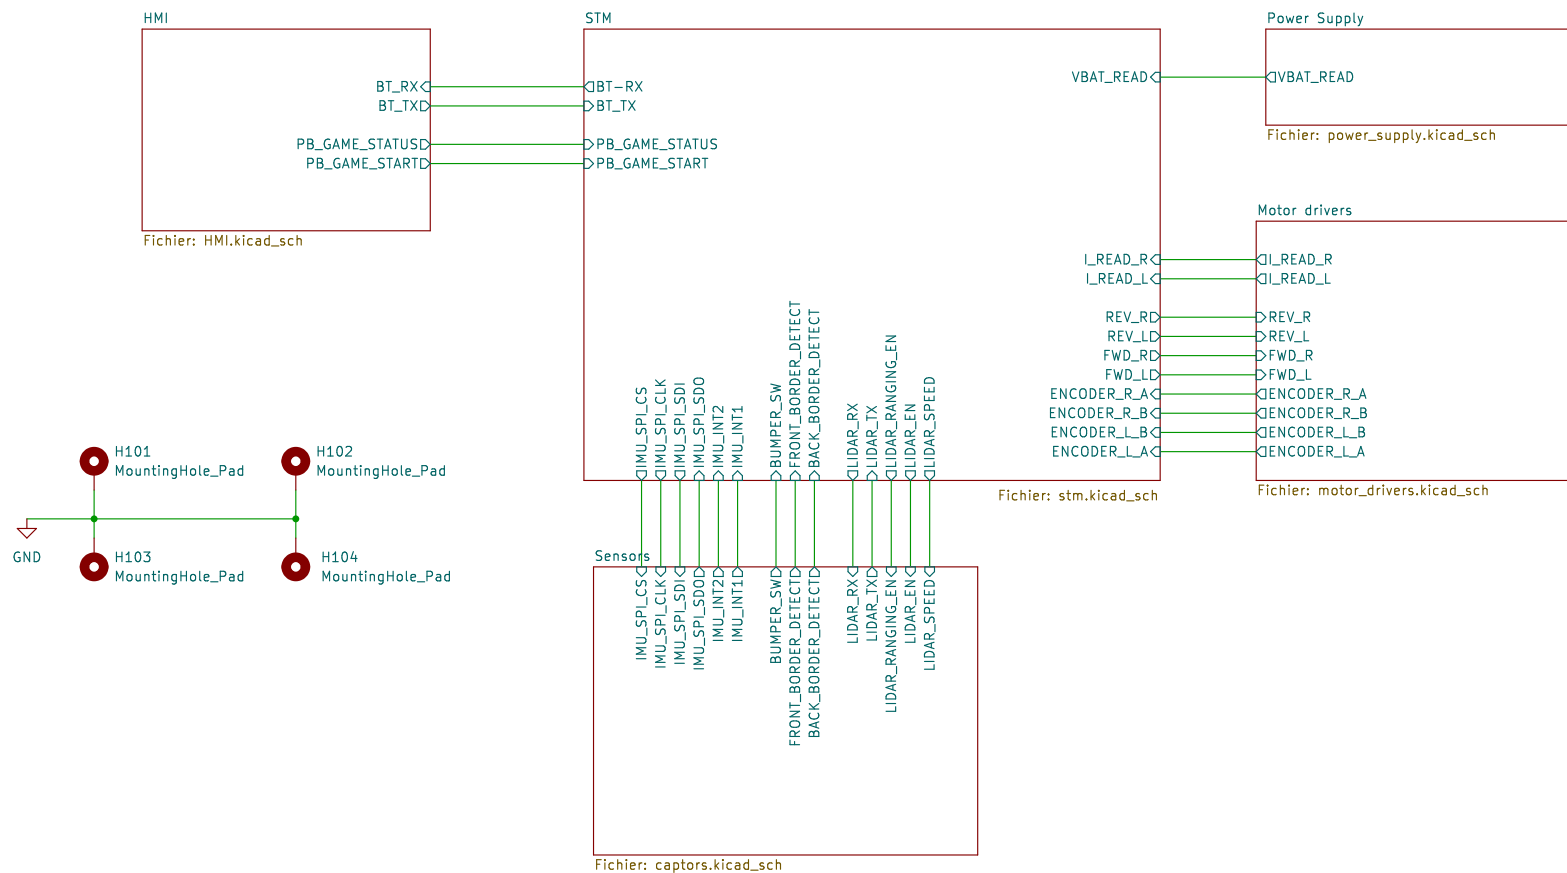 HMI
BT_RX
BT_TX
PB_GAME_STATUS
PB_GAME_START
Fichier: HMI.kicad_sch
STM
BT-RX
BT_TX
PB_GAME_STATUS
PB_GAME_START
VBAT_READ
I_READ_R
I_READ_L
REV_R
REV_L
FWD_R
FWD_L
ENCODER_R_A
ENCODER_R_B
ENCODER_L_B
ENCODER_L_A
IMU_SPI_CS
IMU_SPI_CLK
IMU_SPI_SDI
IMU_SPI_SDO
IMU_INT2
IMU_INT1
BUMPER_SW
FRONT_BORDER_DETECT
BACK_BORDER_DETECT
LIDAR_RX
LIDAR_TX
LIDAR_RANGING_EN
LIDAR_EN
LIDAR_SPEED
Fichier: stm.kicad_sch
Power Supply
VBAT_READ
Fichier: power_supply.kicad_sch
Motor drivers
I_READ_R
I_READ_L
REV_R
REV_L
FWD_R
FWD_L
ENCODER_R_A
ENCODER_R_B
ENCODER_L_B
ENCODER_L_A
Fichier: motor_drivers.kicad_sch
H101
MountingHole_Pad
H102
MountingHole_Pad
GND
H103
MountingHole_Pad
H104
MountingHole_Pad
Sensors
IMU_SPI_CS
IMU_SPI_CLK
IMU_SPI_SDI
IMU_SPI_SDO
IMU_INT2
IMU_INT1
BUMPER_SW
FRONT_BORDER_DETECT
BACK_BORDER_DETECT
LIDAR_RX
LIDAR_TX
LIDAR_RANGING_EN
LIDAR_EN
LIDAR_SPEED
Fichier: captors.kicad_sch